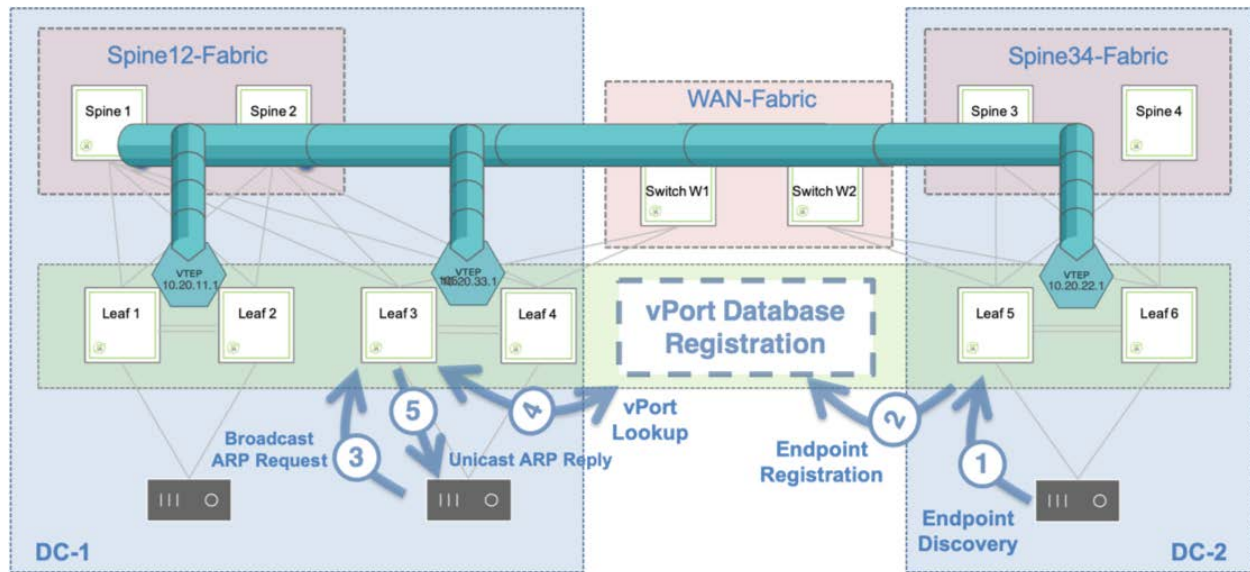 Spine12-Fabric
Spine 1
Spine 2
WAN-Fabric
Switch W1
Switch W2
Spine34-Fabric
Spine 3
Spine 4
VTEP
10.20.11.1
VTEP
.20.33.1
VTEP
10.20.22.1
Leaf 1
Leaf 2
Leaf 3
Leaf 4
vPort Database
Registration
Leaf 5
Leaf 6
Broadcast
ARP Request
3
5
Unicast ARP Reply
4
vPort
Lookup
2
Endpoint
Registration
1
Endpoint
Discovery
DC-1
DC-2